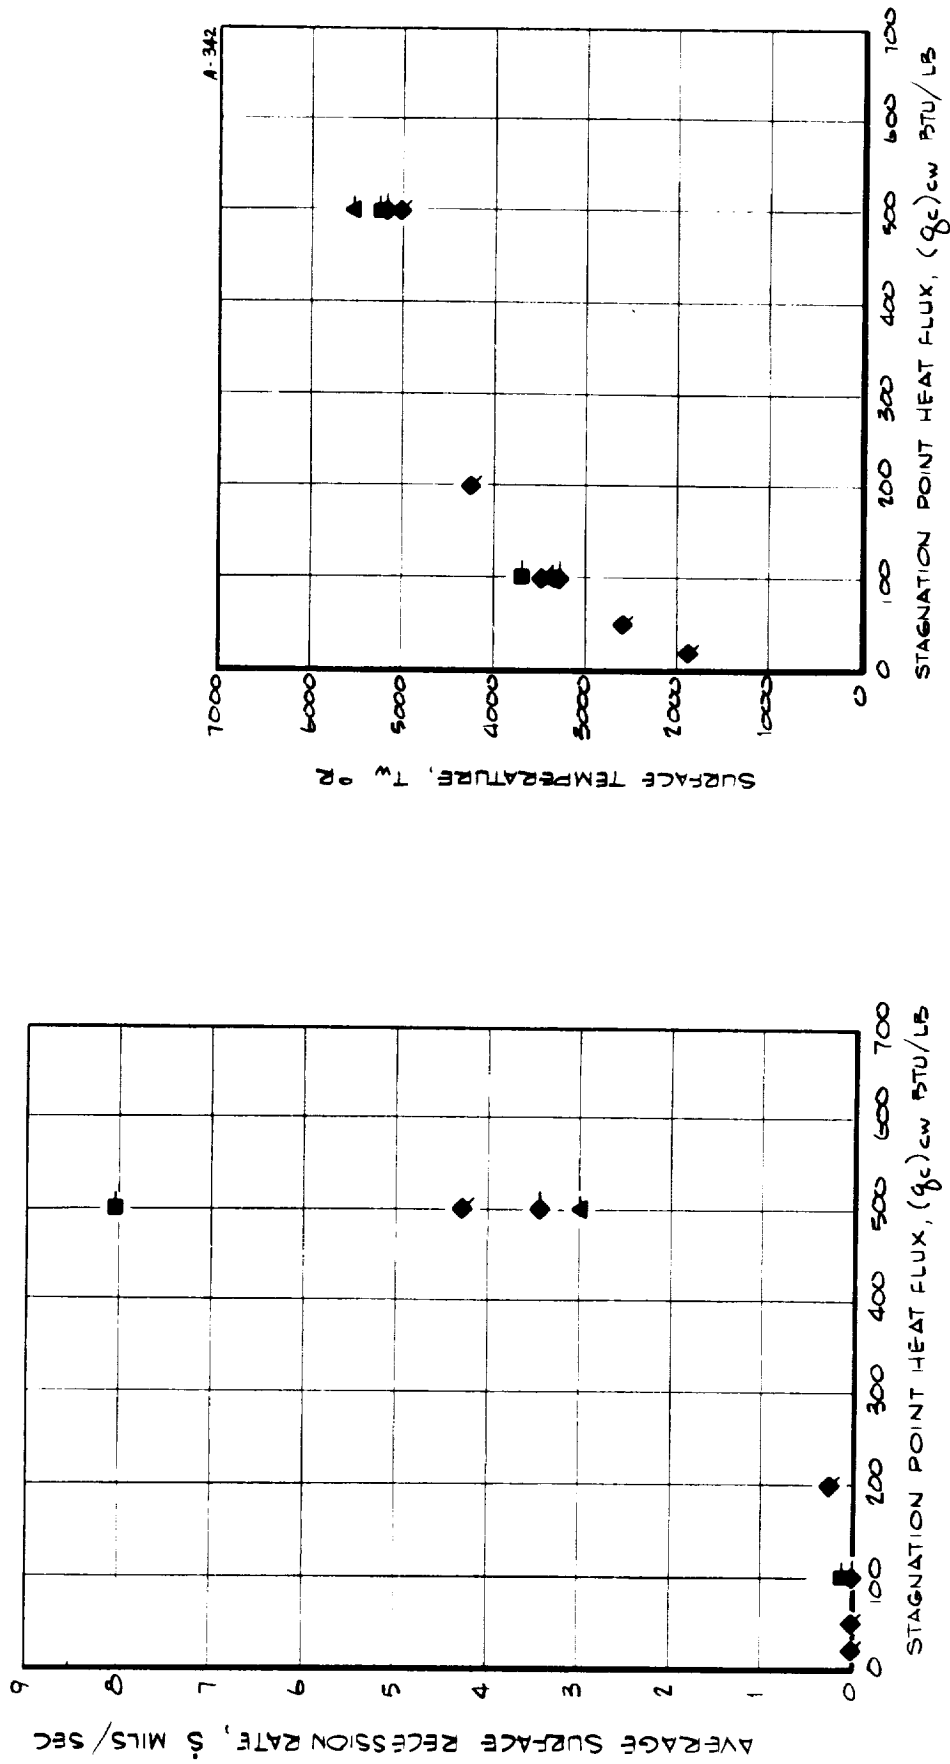 A-342
7000
6000
5000
4000
3000
2000
1000
0
SURFACE TEMPERATURE, Tw °R
0 100 200 300 400 500 600 700
STAGNATION POINT HEAT FLUX, (qc)cw BTU/LB
9
8
7
6
5
4
3
2
1
0
AVERAGE SURFACE RECESSION RATE, Ṡ MILS/SEC
0 100 200 300 400 500 600 700
STAGNATION POINT HEAT FLUX, (qc)cw BTU/LB